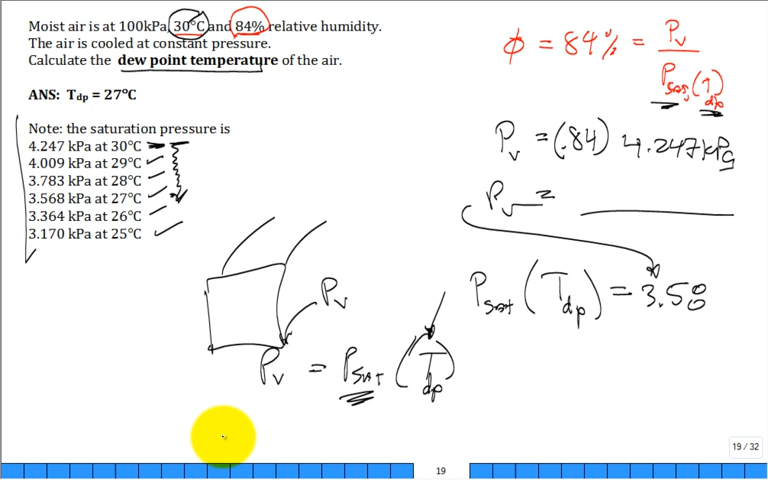 Moist air is at 100kPa, 30°C and 84% relative humidity.
The air is cooled at constant pressure.
Calculate the dew point temperature of the air.
ANS: Tdp = 27°C
Note: the saturation pressure is
4.247 kPa at 30°C
4.009 kPa at 29°C
3.783 kPa at 28°C
3.568 kPa at 27°C
3.364 kPa at 26°C
3.170 kPa at 25°C
ϕ = 84% = Pv / Psat(Tdp)
Pv = (.84) 4.247 kPa
Pv =
Psat (Tdp) = 3.58
Pv
Pv = PSAT (Tdp)
19 / 32
19